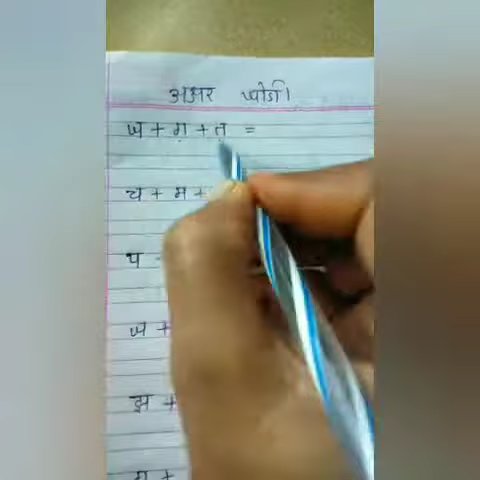 अक्षर जोडो।
ज + ग + त =
च + म +
प -
ज +
झ +
ग +